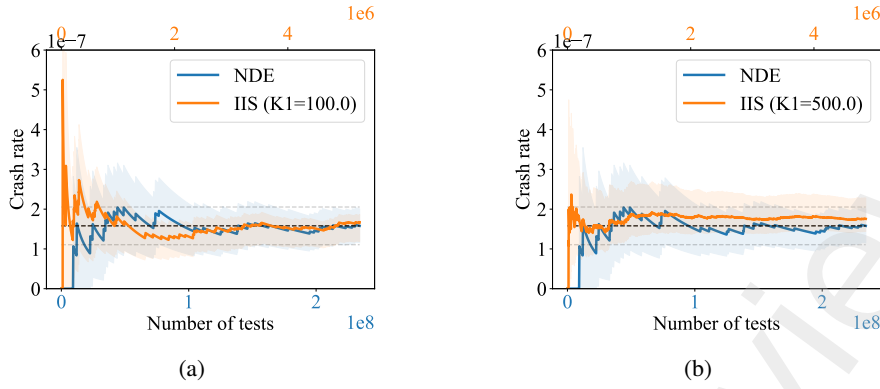 0 2 4 1e6
1e−7
6
5
4
3
2
1
0
Crash rate
NDE
IIS (K1=100.0)
0 1 2
Number of tests
1e8
(a)
0 2 4 1e6
1e−7
6
5
4
3
2
1
0
Crash rate
NDE
IIS (K1=500.0)
0 1 2
Number of tests
1e8
(b)